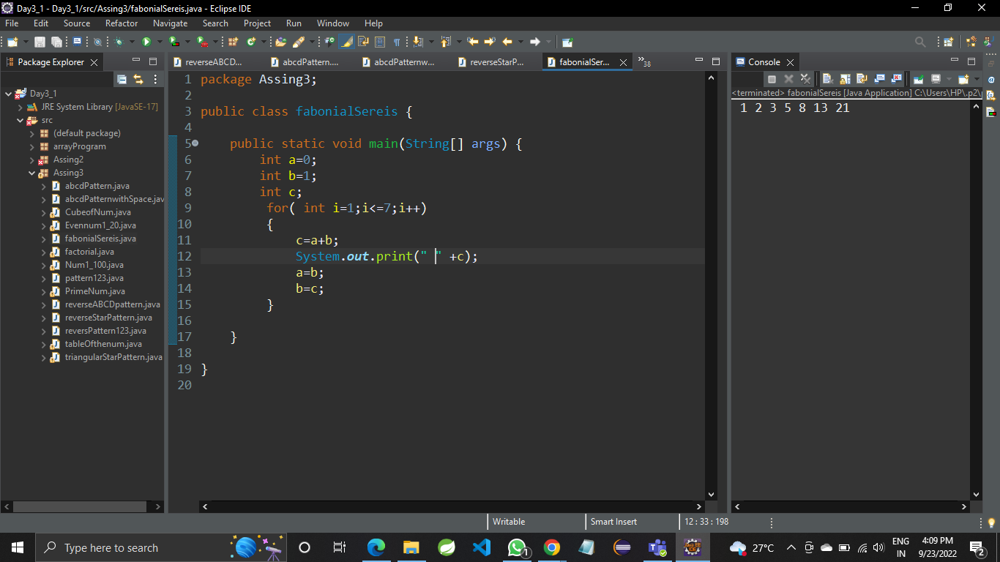 Day3_1 - Day3_1/src/Assing3/fabonialSereis.java - Eclipse IDE
File Edit Source Refactor Navigate Search Project Run Window Help
Package Explorer
Day3_1
JRE System Library [JavaSE-17]
src
(default package)
arrayProgram
Assing2
Assing3
abcdPattern.java
abcdPatternwithSpace.jav
CubeofNum.java
Evennum1_20.java
fabonialSereis.java
factorial.java
Num1_100.java
pattern123.java
PrimeNum.java
reverseABCDpattern.java
reverseStarPattern.java
reversPattern123.java
tableOfthenum.java
triangularStarPattern.java
reverseABCD... abcdPattern.... abcdPatternw... reverseStarP... fabonialSer... 38
1 package Assing3;
2
3 public class fabonialSereis {
4
5 public static void main(String[] args) {
6 int a=0;
7 int b=1;
8 int c;
9 for( int i=1;i<=7;i++)
10 {
11 c=a+b;
12 System.out.print(" " +c);
13 a=b;
14 b=c;
15 }
16
17 }
18
19 }
20
Console
<terminated> fabonialSereis [Java Application] C:\Users\HP\.p2\
1 2 3 5 8 13 21
Writable Smart Insert 12 : 33 : 198
Type here to search
1
27°C
ENG
IN
4:09 PM
9/23/2022
2